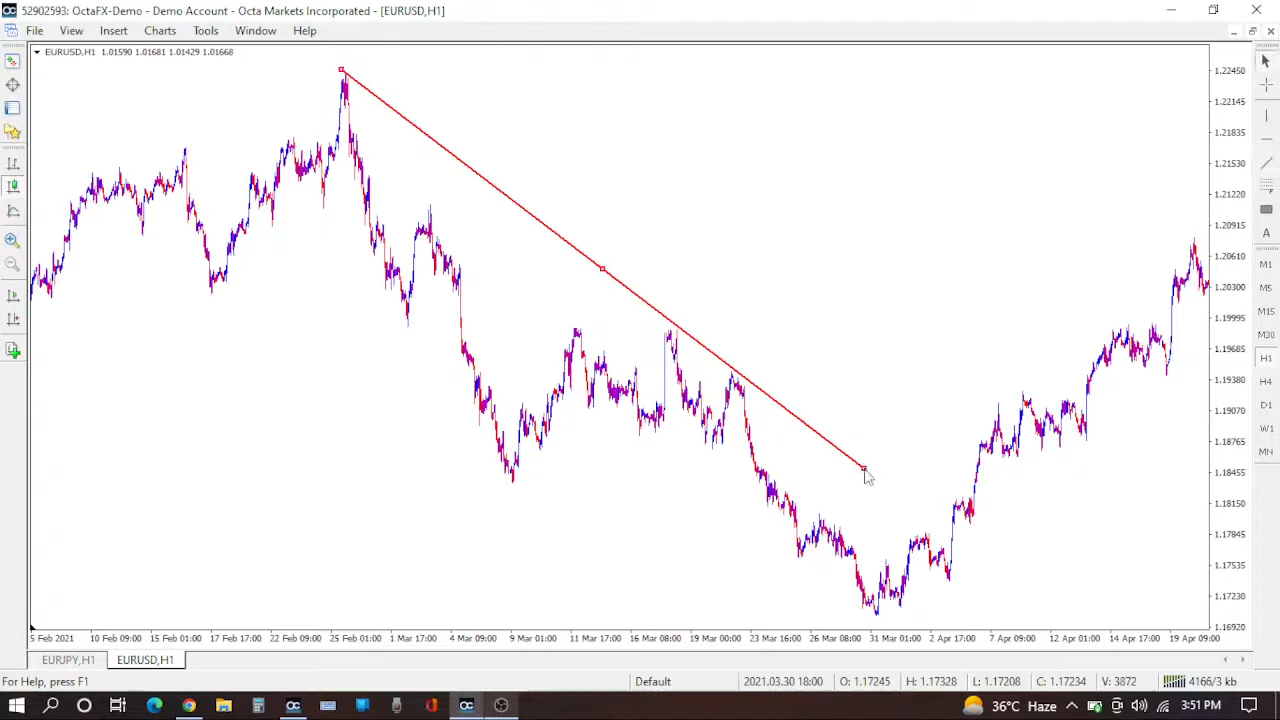 52902593: OctaFX-Demo - Demo Account - Octa Markets Incorporated - [EURUSD,H1]
File View Insert Charts Tools Window Help
EURUSD,H1 1.01590 1.01681 1.01429 1.01668
1.22450
1.22145
1.21835
1.21530
1.21220
1.20915
1.20610
1.20300
1.19995
1.19685
1.19380
1.19070
1.18765
1.18455
1.18150
1.17845
1.17535
1.17230
1.16920
A
M1
M5
M15
M30
H1
H4
D1
W1
MN
5 Feb 2021 10 Feb 09:00 15 Feb 01:00 17 Feb 17:00 22 Feb 09:00 25 Feb 01:00 1 Mar 17:00 4 Mar 09:00 9 Mar 01:00 11 Mar 17:00 16 Mar 08:00 19 Mar 00:00 23 Mar 16:00 26 Mar 08:00 31 Mar 01:00 2 Apr 17:00 7 Apr 09:00 12 Apr 01:00 14 Apr 17:00 19 Apr 09:00
EURJPY,H1 EURUSD,H1
For Help, press F1 Default 2021.03.30 18:00 O: 1.17245 H: 1.17328 L: 1.17208 C: 1.17234 V: 3872 4166/3 kb
36°C Haze 3:51 PM